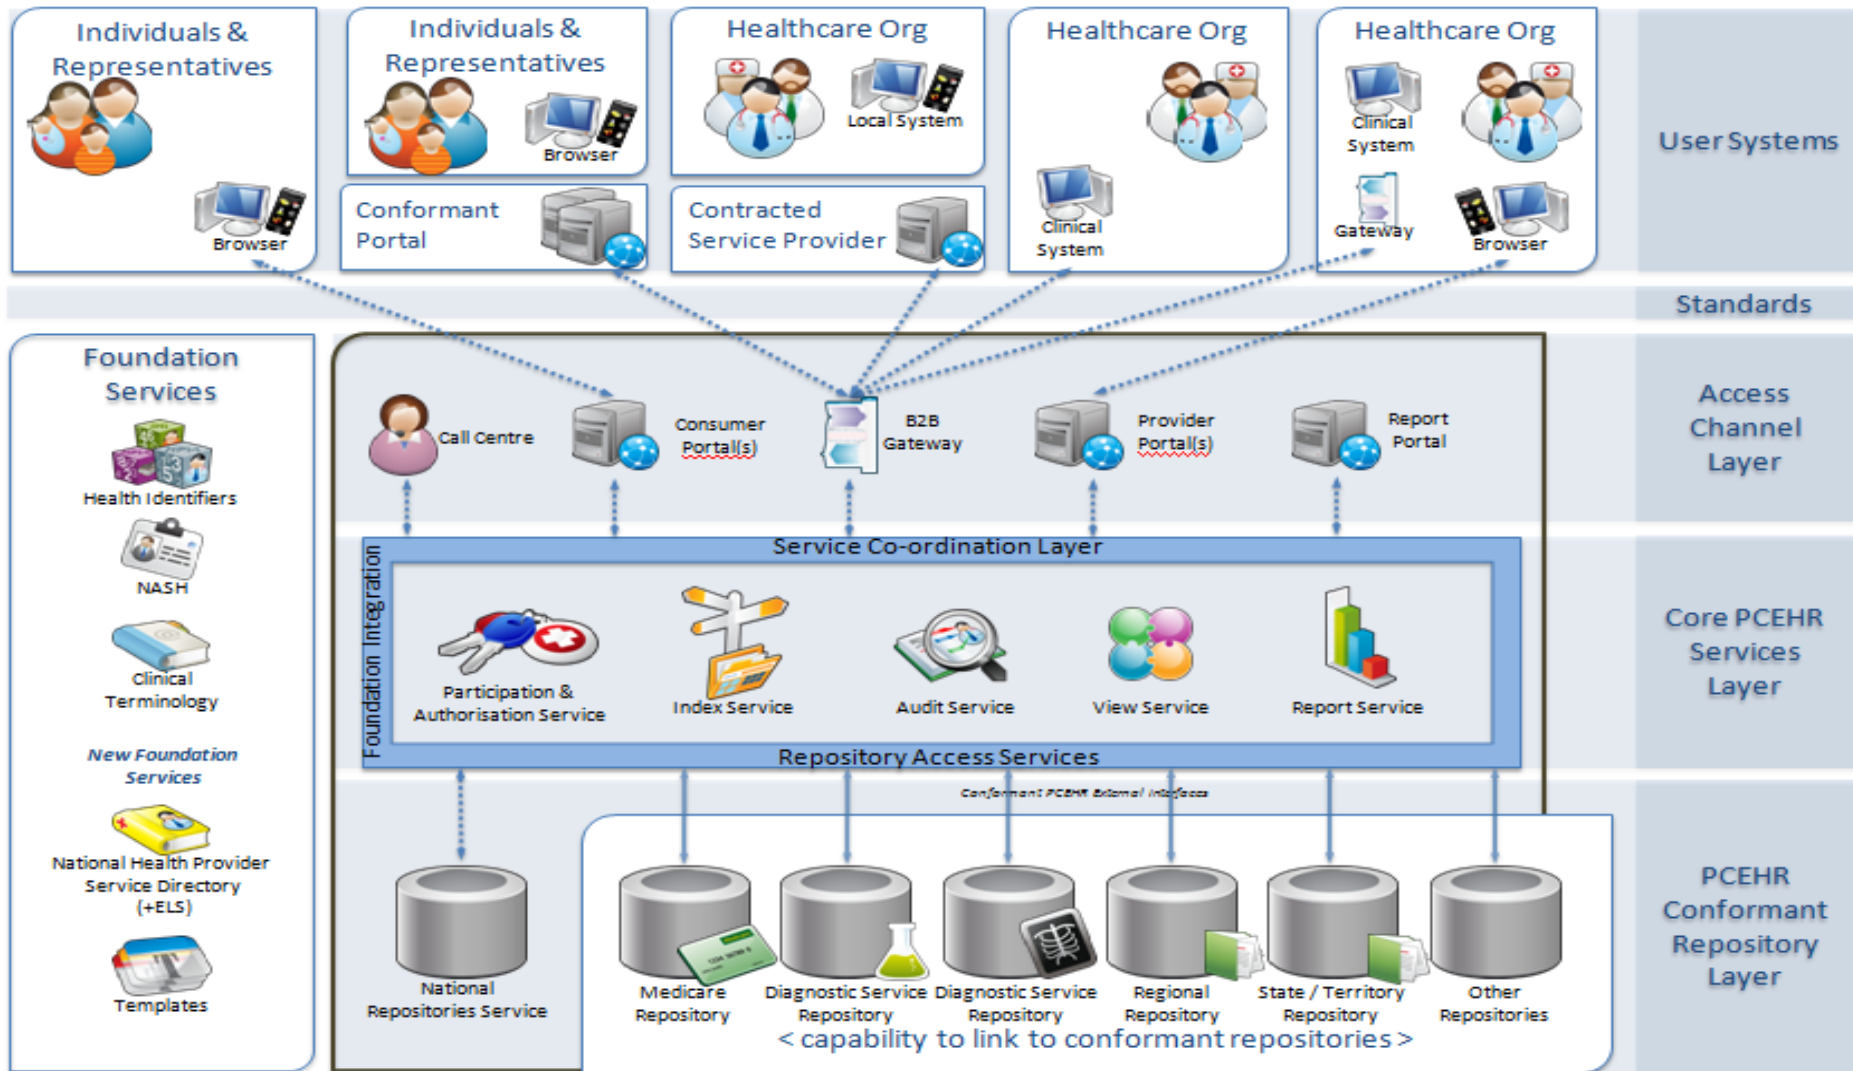 Individuals &
Representatives
Browser
Individuals &
Representatives
Browser
Conformant
Portal
Healthcare Org
Local System
Contracted
Service Provider
Healthcare Org
Clinical
System
Healthcare Org
Clinical
System
Gateway
Browser
User Systems
Standards
Foundation
Services
Health Identifiers
NASH
Clinical
Terminology
New Foundation
Services
National Health Provider
Service Directory
(+ELS)
Templates
Call Centre
Consumer
Portal(s)
B2B
Gateway
Provider
Portal(s)
Report
Portal
Access
Channel
Layer
Service Co-ordination Layer
Foundation Integration
Participation &
Authorisation Service
Index Service
Audit Service
View Service
Report Service
Repository Access Services
Core PCEHR
Services
Layer
Conformant PCEHR External Interfaces
National
Repositories Service
Medicare
Repository
Diagnostic Service
Repository
Diagnostic Service
Repository
Regional
Repository
State / Territory
Repository
Other
Repositories
< capability to link to conformant repositories >
PCEHR
Conformant
Repository
Layer